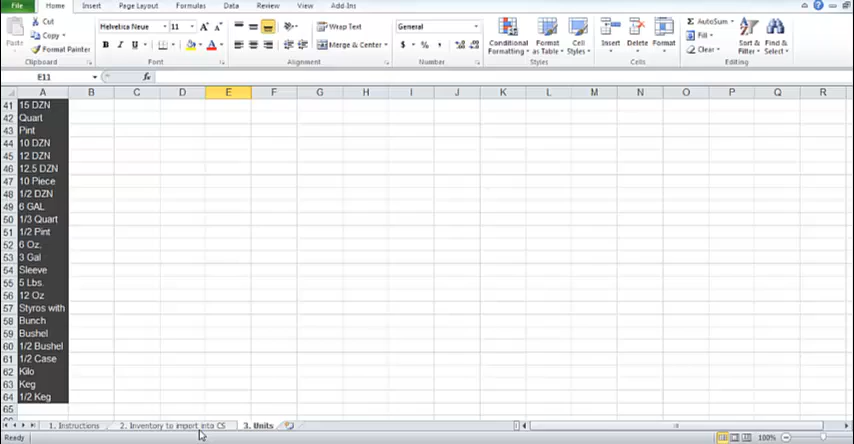 File Home Insert Page Layout Formulas Data Review View Add-Ins
Cut Helvetica Neue 11 Wrap Text General AutoSum
Copy Fill
Paste Format Painter B I U Merge & Center $ % , Conditional Formatting Format Table Cell Styles Insert Delete Format Clear Sort & Filter Find & Select
Clipboard Font Alignment Number Styles Cells Editing
E11 fx
A B C D E F G H I J K L M N O P Q R
41 15 DZN
42 Quart
43 Pint
44 10 DZN
45 12 DZN
46 12.5 DZN
47 10 Piece
48 1/2 DZN
49 6 GAL
50 1/3 Quart
51 1/2 Pint
52 6 Oz.
53 3 Gal
54 Sleeve
55 5 Lbs.
56 12 Oz
57 Styros with
58 Bunch
59 Bushel
60 1/2 Bushel
61 1/2 Case
62 Kilo
63 Keg
64 1/2 Keg
65
1. Instructions 2. Inventory to import into CS 3. Units
Ready 100%